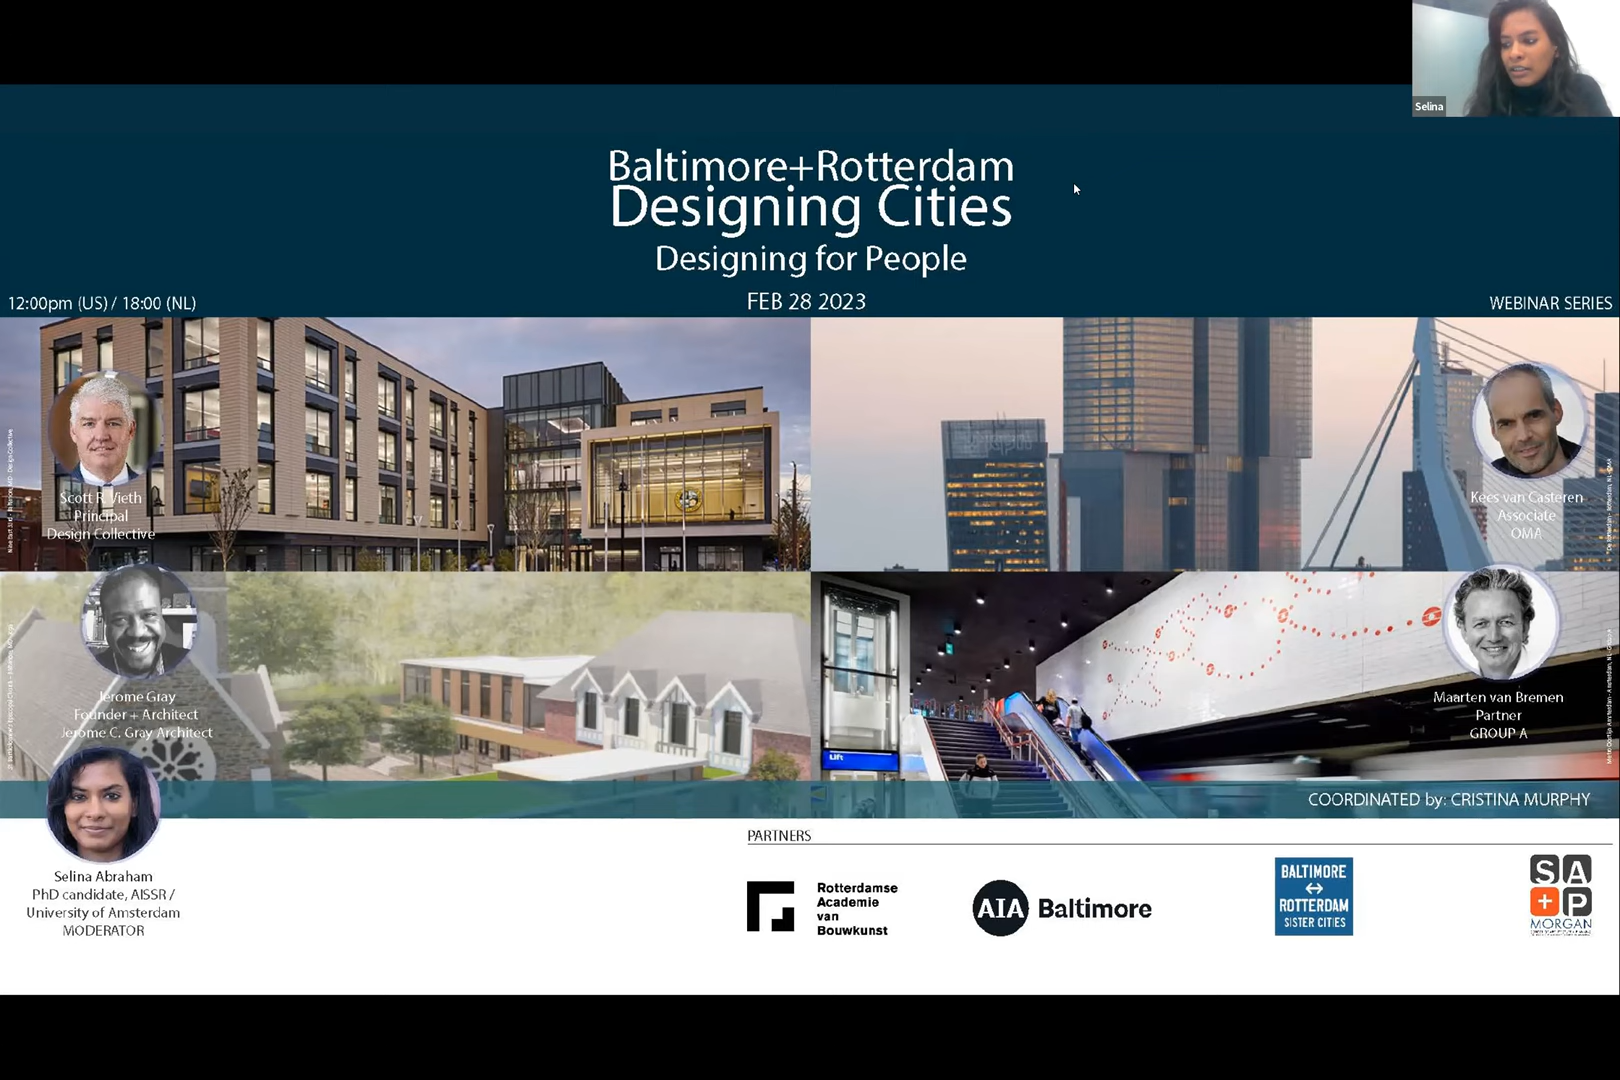 Selina
Baltimore+Rotterdam
Designing Cities
Designing for People
12:00pm (US) / 18:00 (NL)
FEB 28 2023
WEBINAR SERIES
Scott R. Vieth
Principal
Design Collective
Kees van Casteren
Associate
OMA
Jerome Gray
Founder + Architect
Jerome C. Gray Architect
Lift
Maarten van Bremen
Partner
GROUP A
COORDINATED by: CRISTINA MURPHY
Selina Abraham
PhD candidate, AISSR /
University of Amsterdam
MODERATOR
PARTNERS
Rotterdamse
Academie
van
Bouwkunst
AIA Baltimore
BALTIMORE
ROTTERDAM
SISTER CITIES
SA
+P
MORGAN